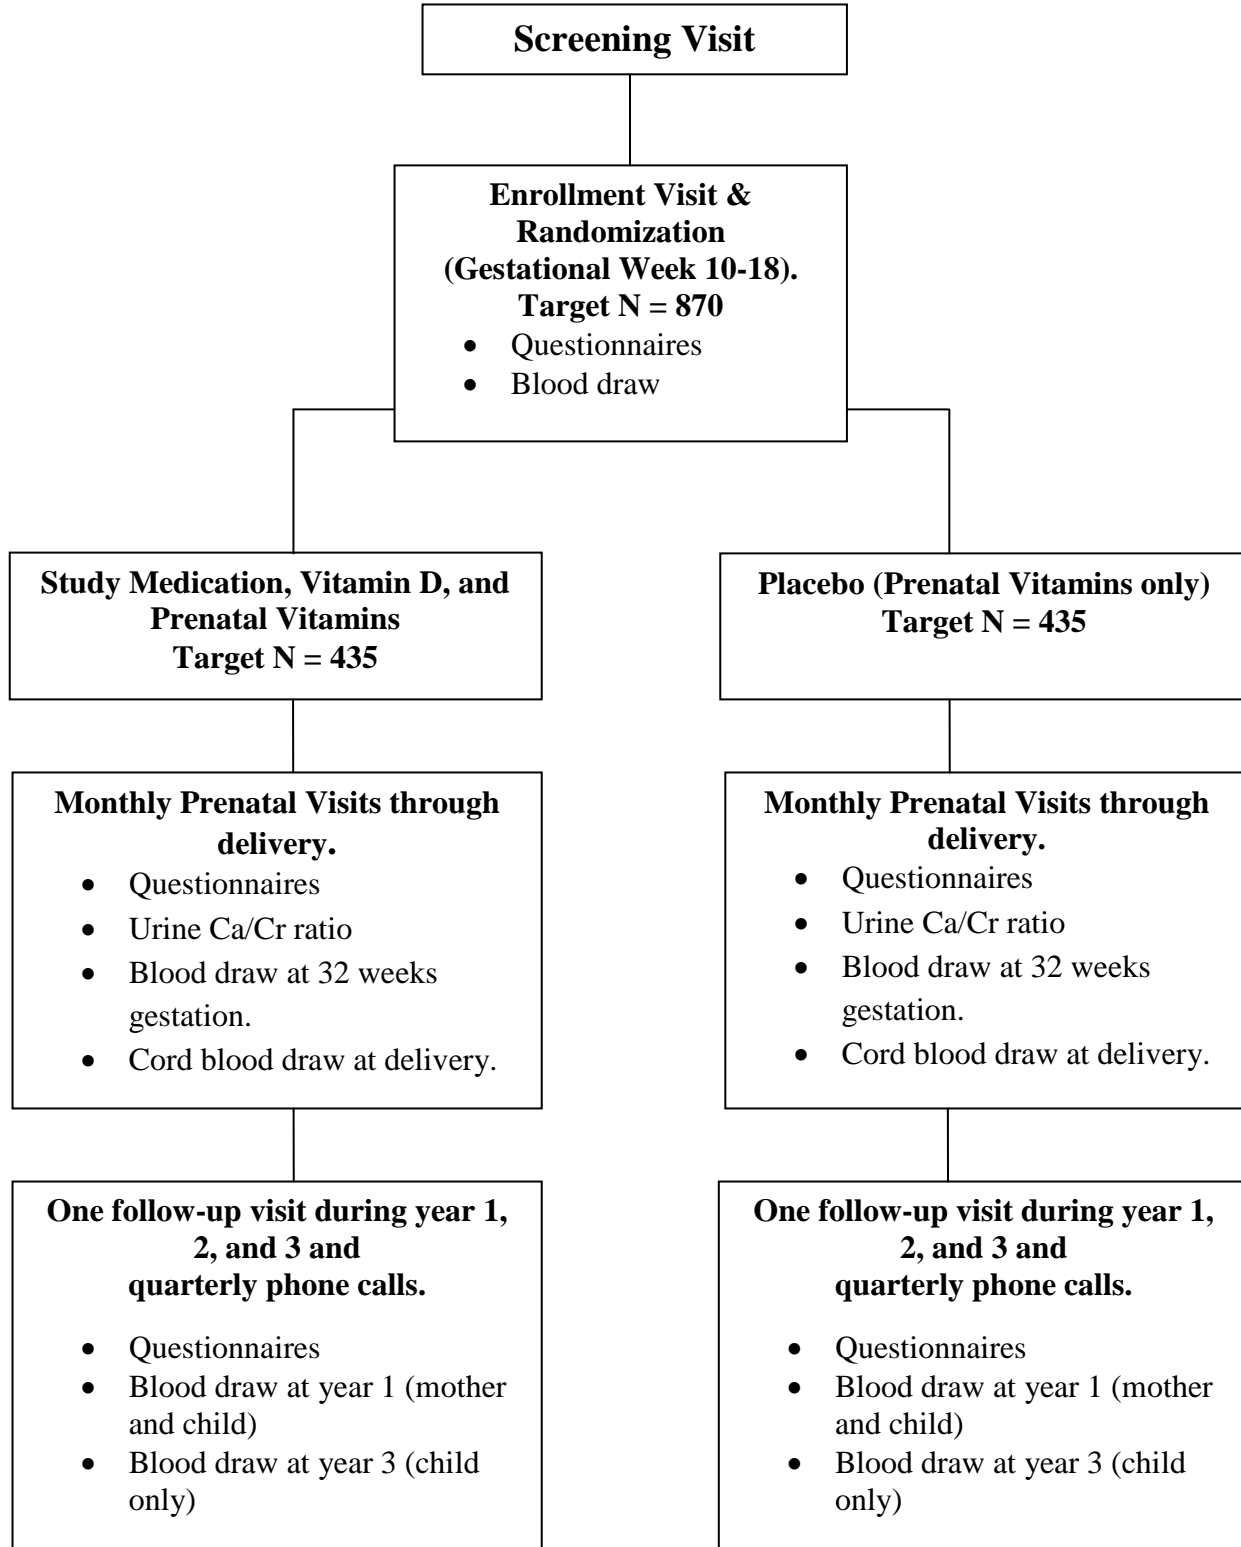 Screening Visit
Enrollment Visit &
Randomization
(Gestational Week 10-18).
Target N = 870
• Questionnaires
• Blood draw
Study Medication, Vitamin D, and
Prenatal Vitamins
Target N = 435
Placebo (Prenatal Vitamins only)
Target N = 435
Monthly Prenatal Visits through
delivery.
• Questionnaires
• Urine Ca/Cr ratio
• Blood draw at 32 weeks
gestation.
• Cord blood draw at delivery.
Monthly Prenatal Visits through
delivery.
• Questionnaires
• Urine Ca/Cr ratio
• Blood draw at 32 weeks
gestation.
• Cord blood draw at delivery.
One follow-up visit during year 1,
2, and 3 and
quarterly phone calls.
• Questionnaires
• Blood draw at year 1 (mother
and child)
• Blood draw at year 3 (child
only)
One follow-up visit during year 1,
2, and 3 and
quarterly phone calls.
• Questionnaires
• Blood draw at year 1 (mother
and child)
• Blood draw at year 3 (child
only)